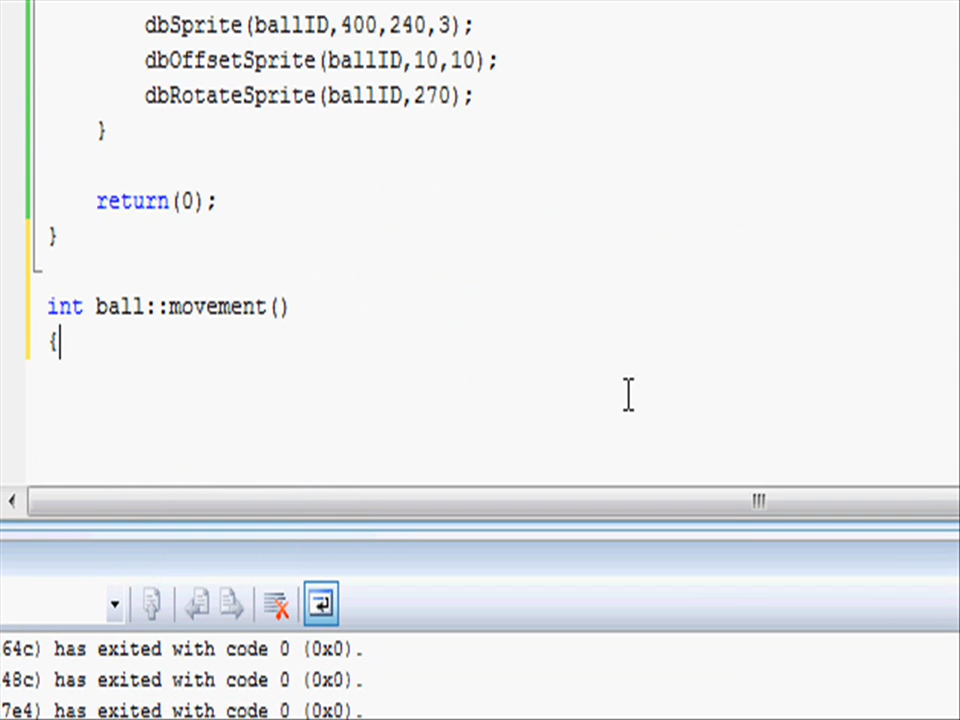 dbSprite(ballID,400,240,3);
dbOffsetSprite(ballID,10,10);
dbRotateSprite(ballID,270);
}
return(0);
}
int ball::movement()
{
64c) has exited with code 0 (0x0).
48c) has exited with code 0 (0x0).
7e4) has exited with code 0 (0x0).